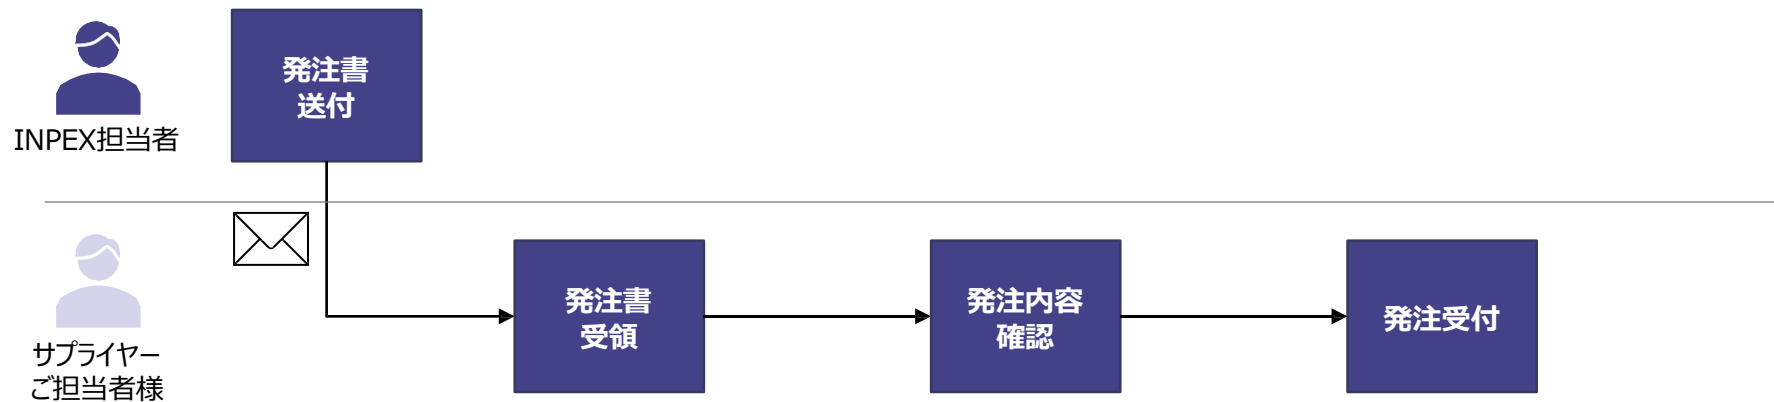 発注書
送付
INPEX担当者
発注書
受領
発注内容
確認
発注受付
サプライヤー
ご担当者様